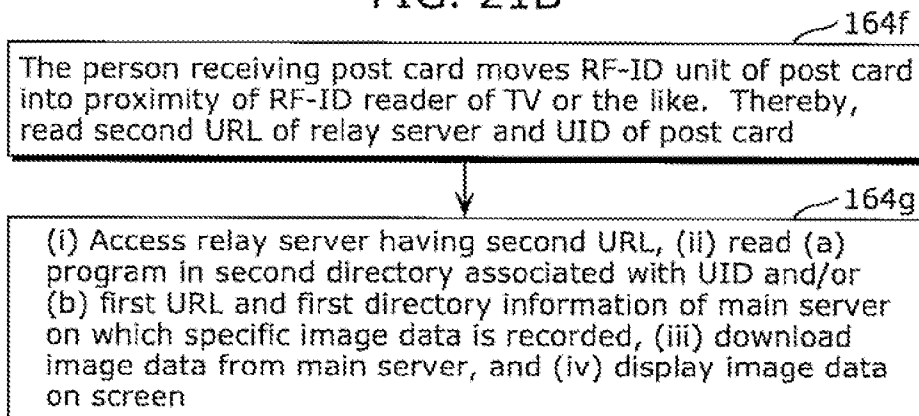 FIG. 21B
164f
The person receiving post card moves RF-ID unit of post card
into proximity of RF-ID reader of TV or the like. Thereby,
read second URL of relay server and UID of post card
164g
(i) Access relay server having second URL, (ii) read (a)
program in second directory associated with UID and/or
(b) first URL and first directory information of main server
on which specific image data is recorded, (iii) download
image data from main server, and (iv) display image data
on screen